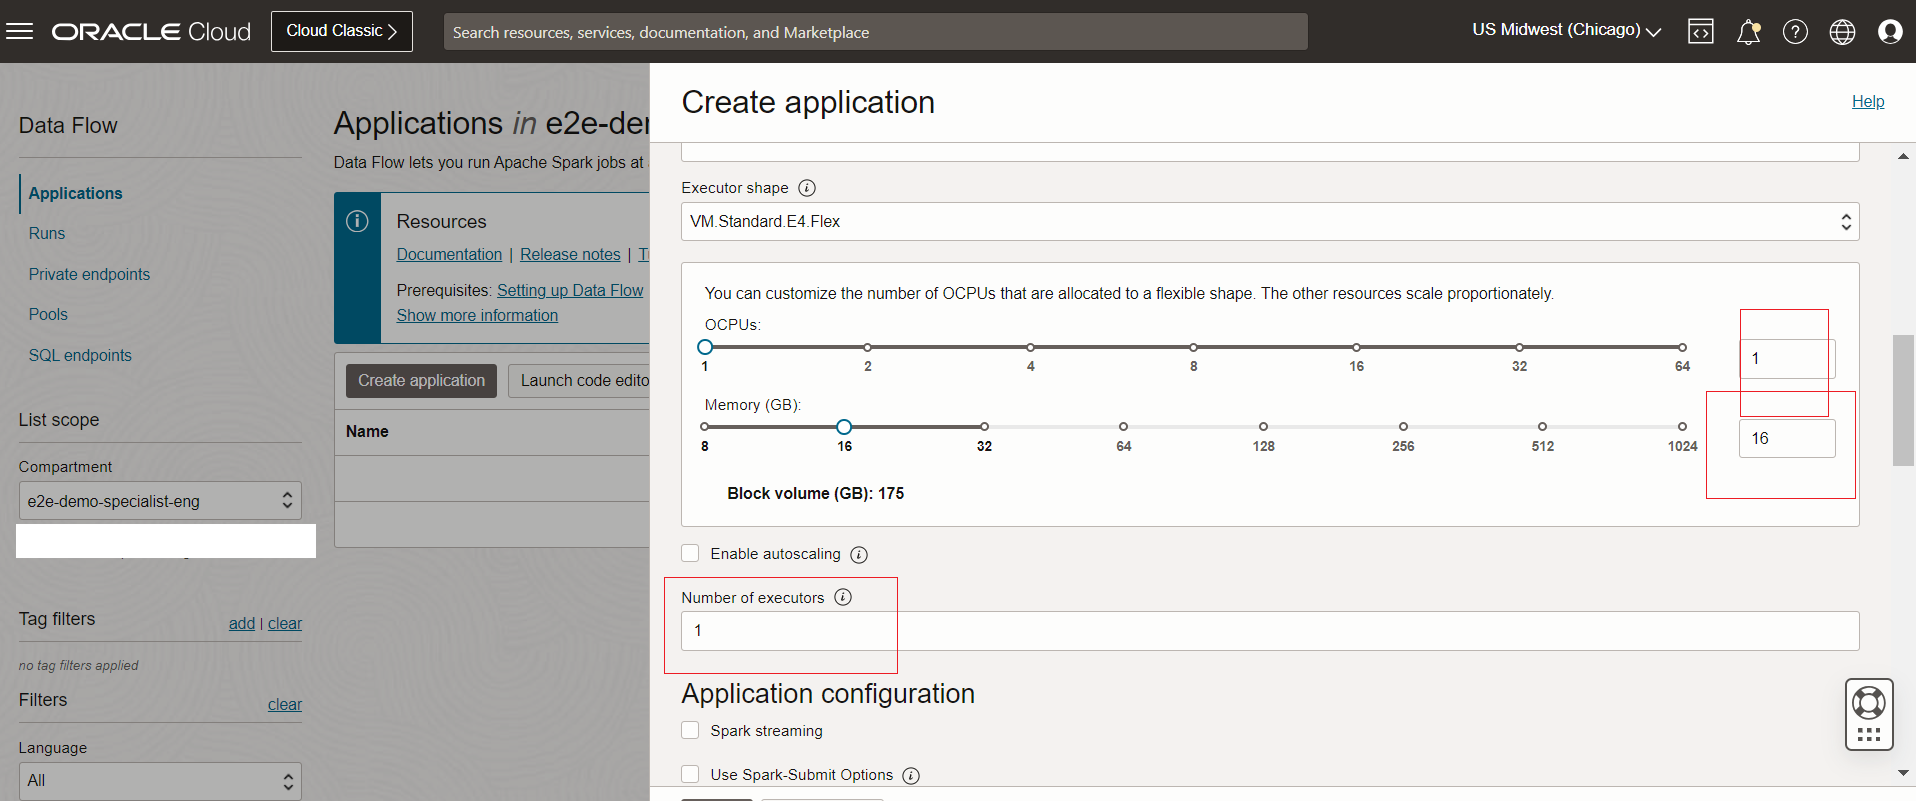 ORACLE Cloud
Cloud Classic >
Search resources, services, documentation, and Marketplace
US Midwest (Chicago)
Data Flow
Applications
Runs
Private endpoints
Pools
SQL endpoints
List scope
Compartment
e2e-demo-specialist-eng
Tag filters
add | clear
no tag filters applied
Filters
clear
Language
All
Applications in e2e-der
Data Flow lets you run Apache Spark jobs at
Resources
Documentation | Release notes |
Prerequisites: Setting up Data Flow
Show more information
Create application
Launch code edito
Name
Create application
Help
Executor shape
VM.Standard.E4.Flex
You can customize the number of OCPUs that are allocated to a flexible shape. The other resources scale proportionately.
OCPUs:
1 2 4 8 16 32 64
1
Memory (GB):
8 16 32 64 128 256 512 1024
16
Block volume (GB): 175
Enable autoscaling
Number of executors
1
Application configuration
Spark streaming
Use Spark-Submit Options